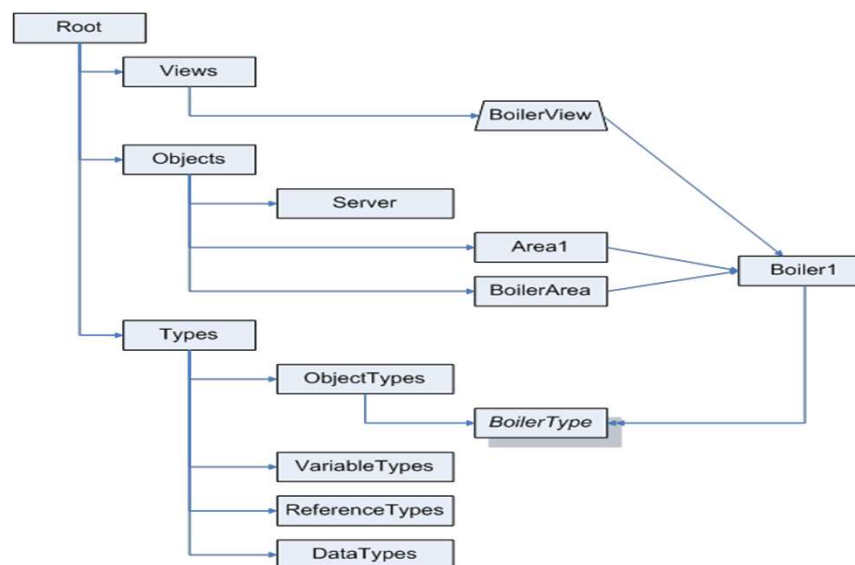 Root
Views
BoilerView
Objects
Server
Area1
Boiler1
BoilerArea
Types
ObjectTypes
BoilerType
VariableTypes
ReferenceTypes
DataTypes